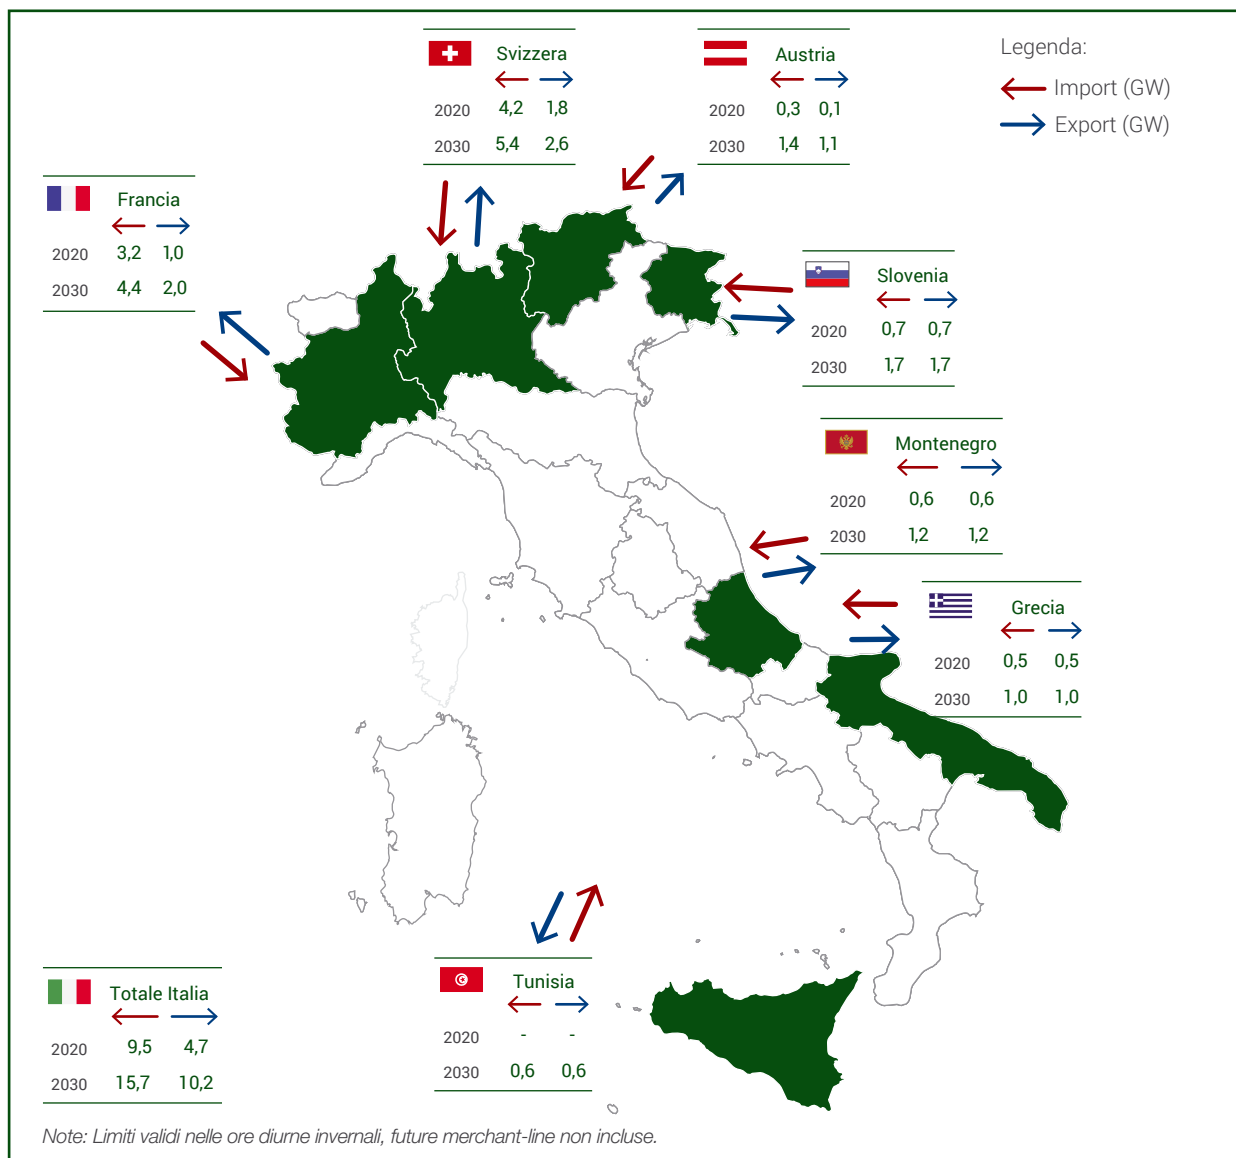 Legenda:
Import (GW)
Export (GW)
Svizzera
2020 4,2 1,8
2030 5,4 2,6
Austria
2020 0,3 0,1
2030 1,4 1,1
Francia
2020 3,2 1,0
2030 4,4 2,0
Slovenia
2020 0,7 0,7
2030 1,7 1,7
Montenegro
2020 0,6 0,6
2030 1,2 1,2
Grecia
2020 0,5 0,5
2030 1,0 1,0
Tunisia
2020 - -
2030 0,6 0,6
Totale Italia
2020 9,5 4,7
2030 15,7 10,2
Note: Limiti validi nelle ore diurne invernali, future merchant-line non incluse.